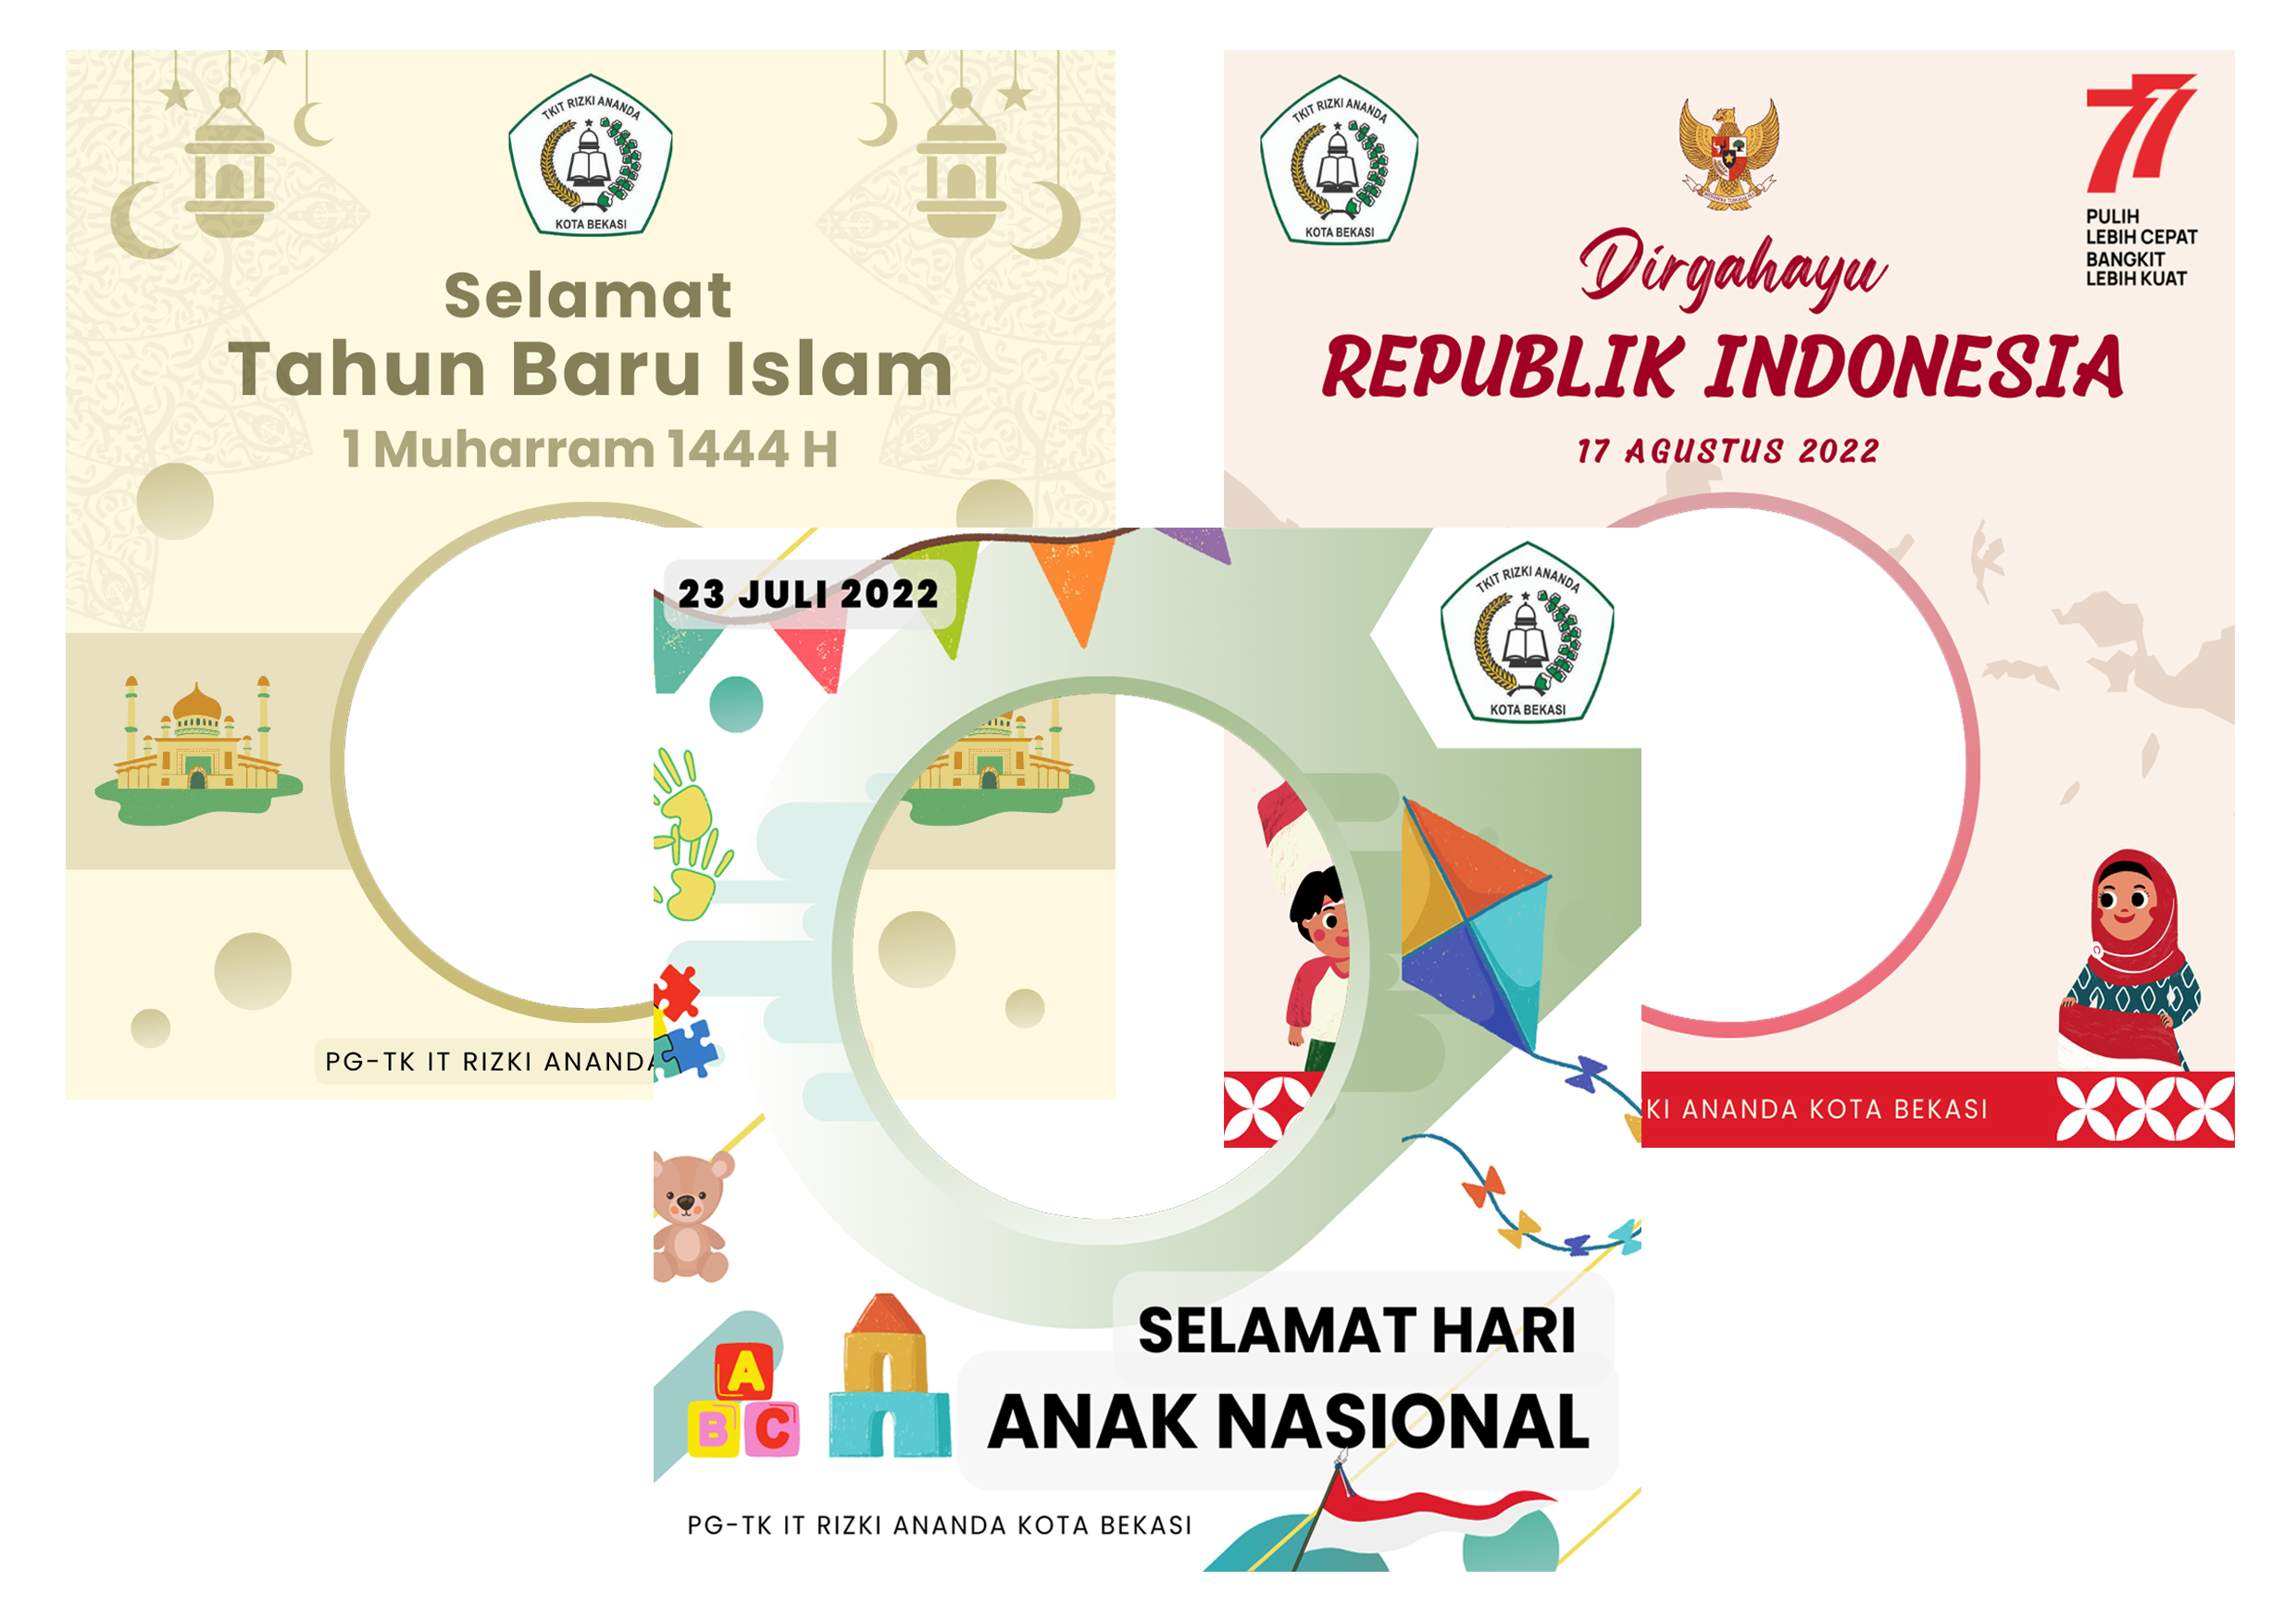 TKIT RIZKI ANANDA
KOTA BEKASI
Selamat
Tahun Baru Islam
1 Muharram 1444 H
PG-TK IT RIZKI ANANDA
TKIT RIZKI ANANDA
KOTA BEKASI
77
PULIH
LEBIH CEPAT
BANGKIT
LEBIH KUAT
Dirgahayu
REPUBLIK INDONESIA
17 AGUSTUS 2022
KI ANANDA KOTA BEKASI
23 JULI 2022
TKIT RIZKI ANANDA
KOTA BEKASI
A
B C
SELAMAT HARI
ANAK NASIONAL
PG-TK IT RIZKI ANANDA KOTA BEKASI